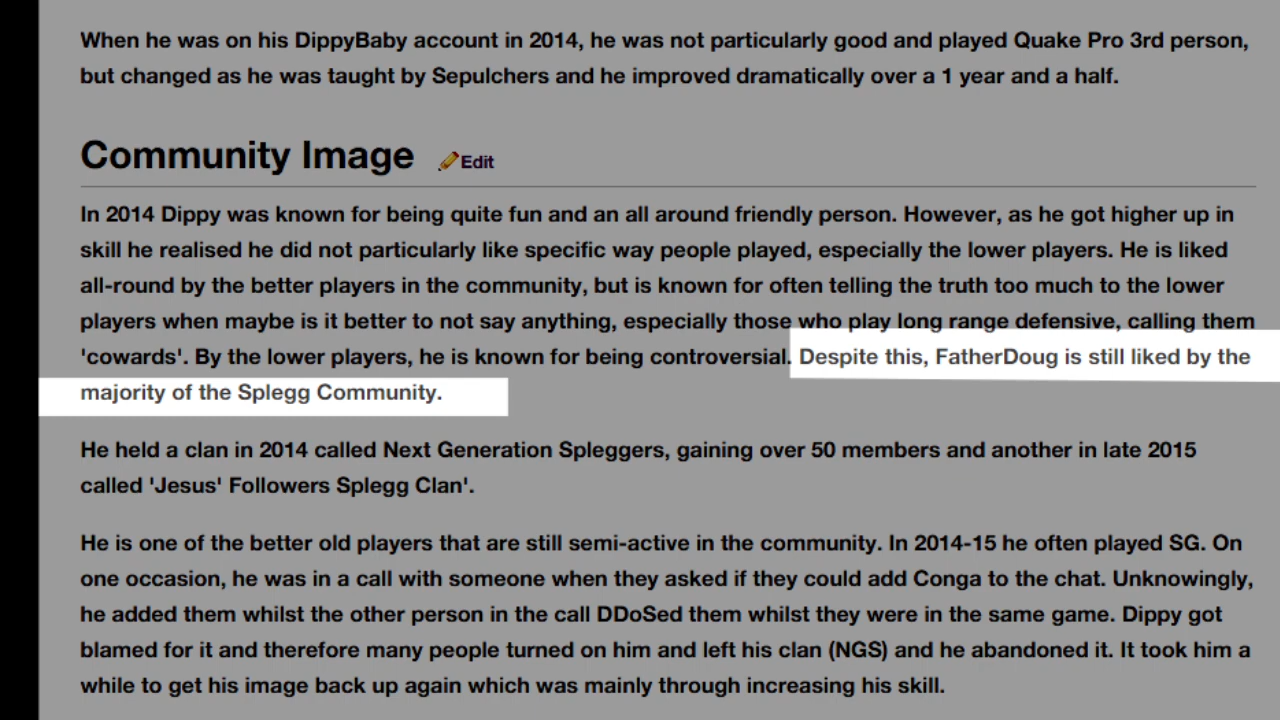 When he was on his DippyBaby account in 2014, he was not particularly good and played Quake Pro 3rd person,
but changed as he was taught by Sepulchers and he improved dramatically over a 1 year and a half.
Community Image Edit
In 2014 Dippy was known for being quite fun and an all around friendly person. However, as he got higher up in
skill he realised he did not particularly like specific way people played, especially the lower players. He is liked
all-round by the better players in the community, but is known for often telling the truth too much to the lower
players when maybe is it better to not say anything, especially those who play long range defensive, calling them
'cowards'. By the lower players, he is known for being controversial. Despite this, FatherDoug is still liked by the
majority of the Splegg Community.
He held a clan in 2014 called Next Generation Spleggers, gaining over 50 members and another in late 2015
called 'Jesus' Followers Splegg Clan'.
He is one of the better old players that are still semi-active in the community. In 2014-15 he often played SG. On
one occasion, he was in a call with someone when they asked if they could add Conga to the chat. Unknowingly,
he added them whilst the other person in the call DDoSed them whilst they were in the same game. Dippy got
blamed for it and therefore many people turned on him and left his clan (NGS) and he abandoned it. It took him a
while to get his image back up again which was mainly through increasing his skill.